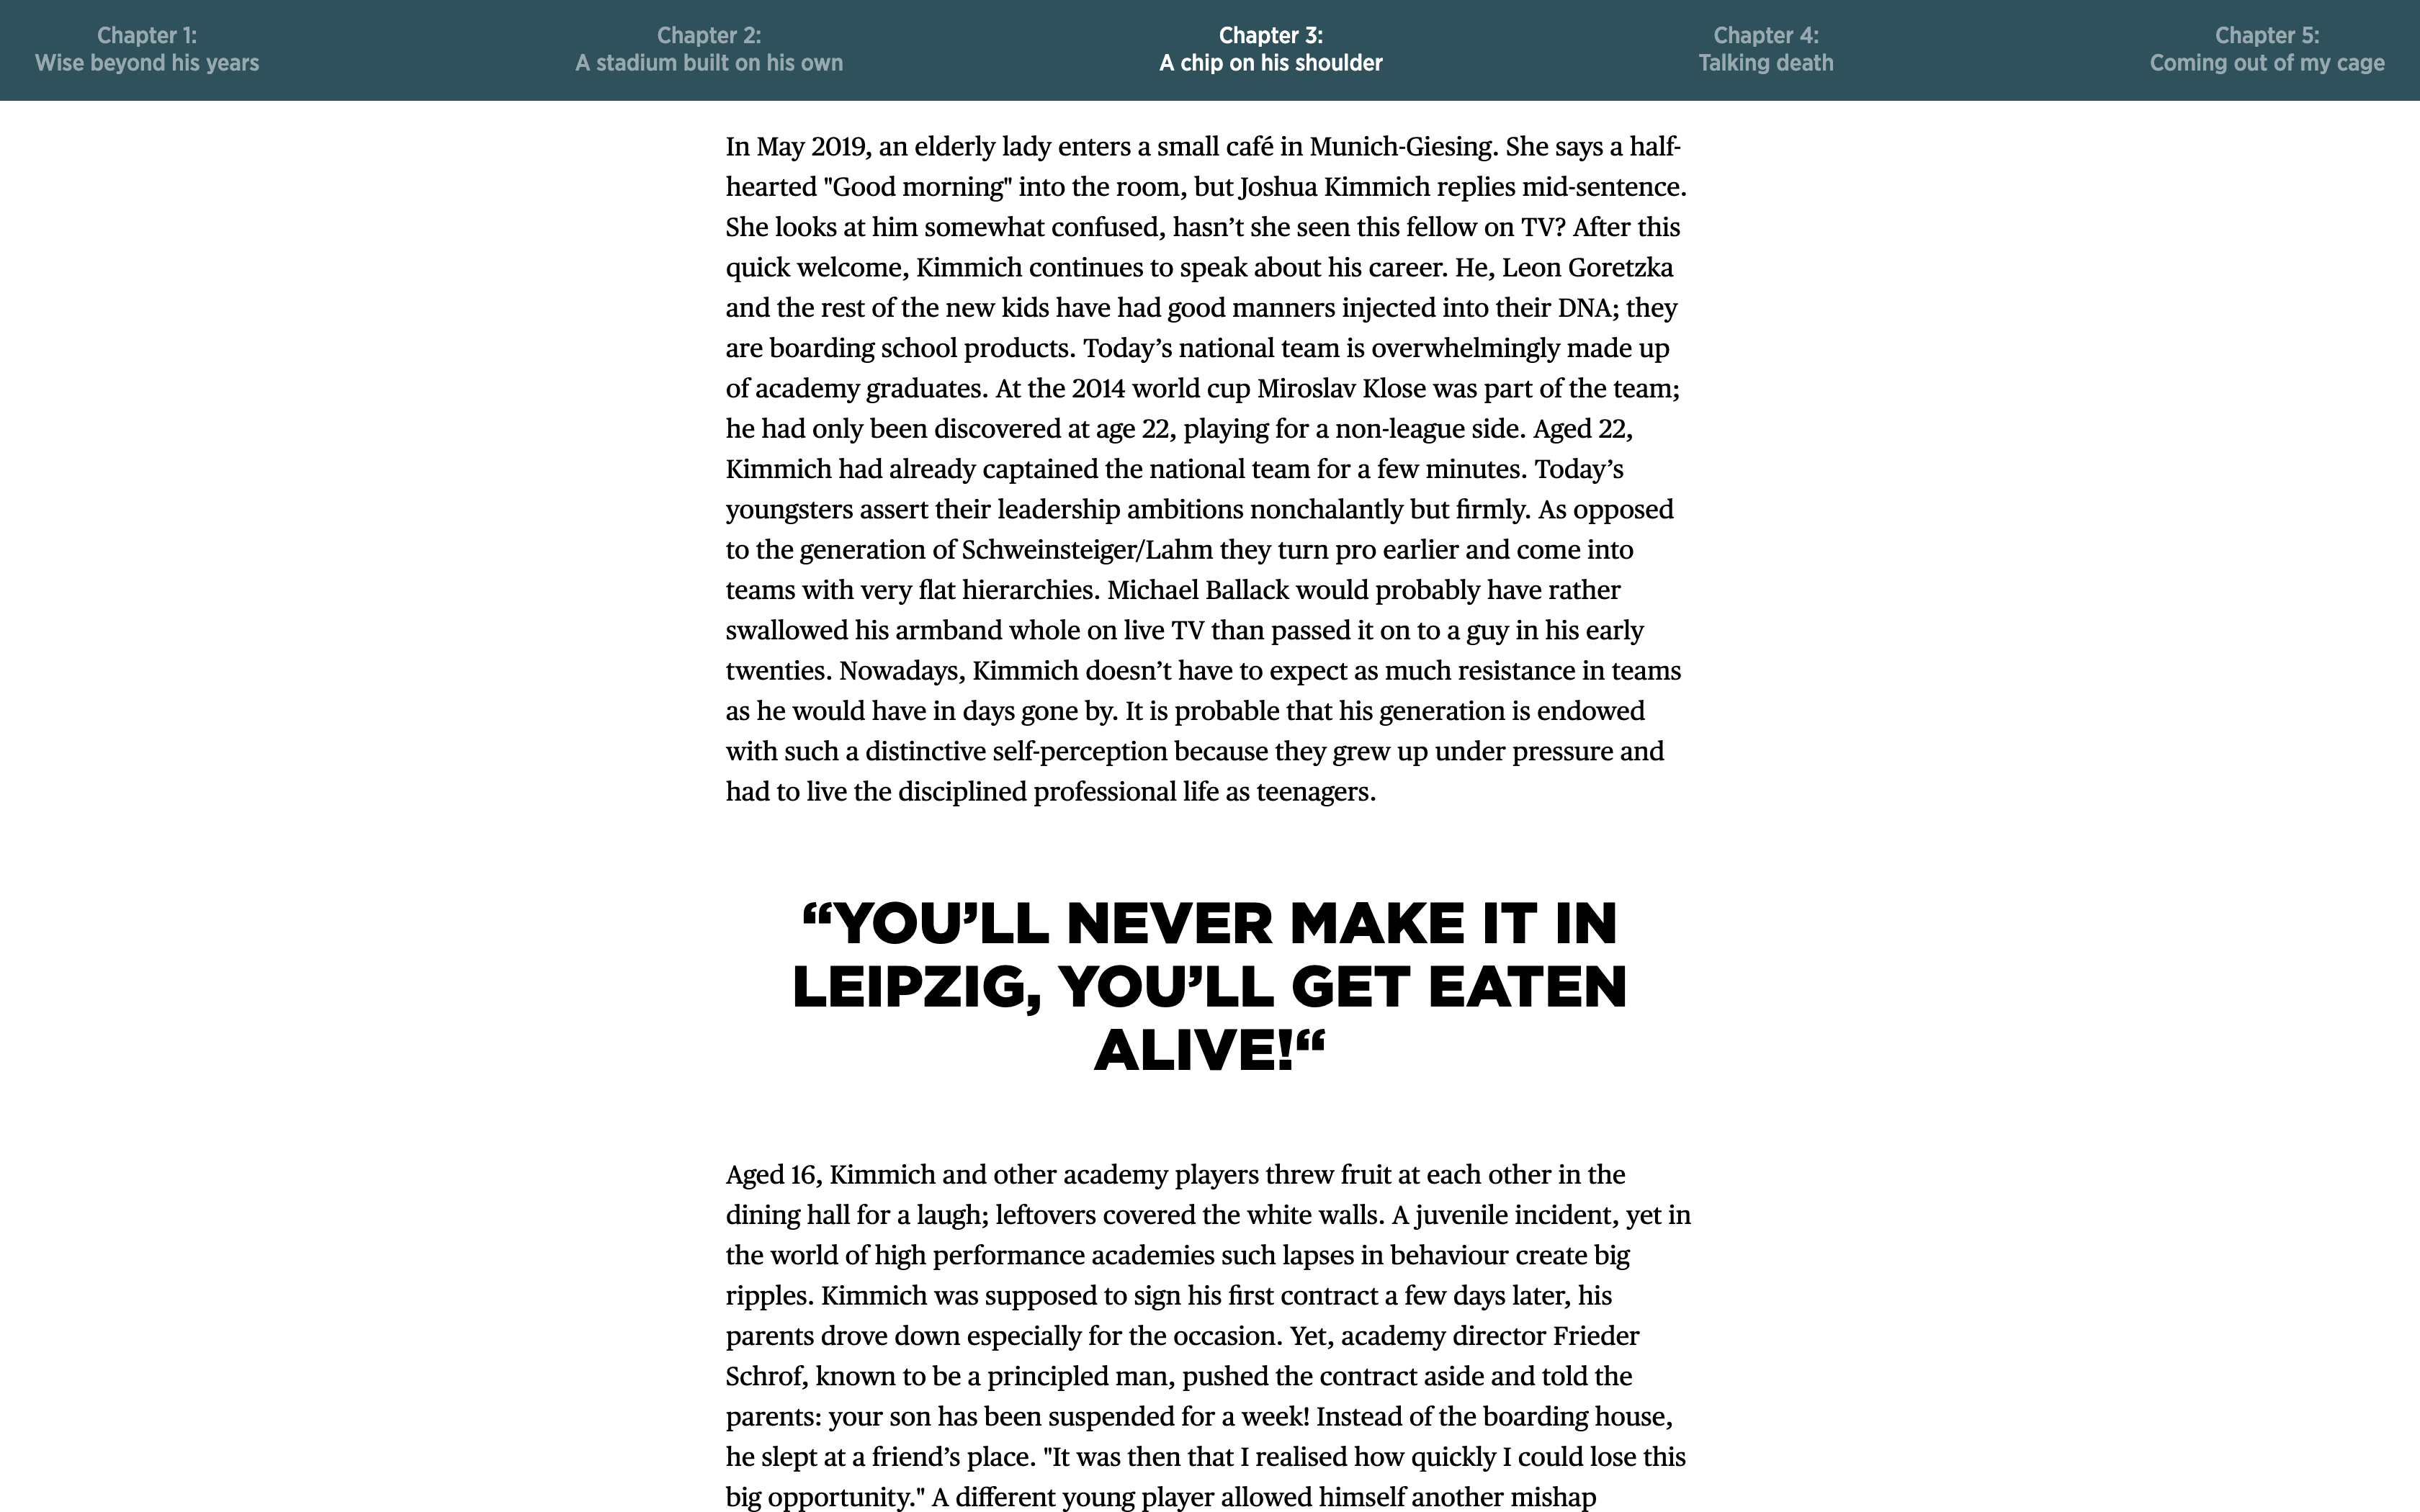 Chapter 1:
Wise beyond his years
Chapter 2:
A stadium built on his own
Chapter 3:
A chip on his shoulder
Chapter 4:
Talking death
Chapter 5:
Coming out of my cage
In May 2019, an elderly lady enters a small café in Munich-Giesing. She says a half-
hearted "Good morning" into the room, but Joshua Kimmich replies mid-sentence.
She looks at him somewhat confused, hasn’t she seen this fellow on TV? After this
quick welcome, Kimmich continues to speak about his career. He, Leon Goretzka
and the rest of the new kids have had good manners injected into their DNA; they
are boarding school products. Today’s national team is overwhelmingly made up
of academy graduates. At the 2014 world cup Miroslav Klose was part of the team;
he had only been discovered at age 22, playing for a non-league side. Aged 22,
Kimmich had already captained the national team for a few minutes. Today’s
youngsters assert their leadership ambitions nonchalantly but firmly. As opposed
to the generation of Schweinsteiger/Lahm they turn pro earlier and come into
teams with very flat hierarchies. Michael Ballack would probably have rather
swallowed his armband whole on live TV than passed it on to a guy in his early
twenties. Nowadays, Kimmich doesn’t have to expect as much resistance in teams
as he would have in days gone by. It is probable that his generation is endowed
with such a distinctive self-perception because they grew up under pressure and
had to live the disciplined professional life as teenagers.
“YOU’LL NEVER MAKE IT IN
LEIPZIG, YOU’LL GET EATEN
ALIVE!“
Aged 16, Kimmich and other academy players threw fruit at each other in the
dining hall for a laugh; leftovers covered the white walls. A juvenile incident, yet in
the world of high performance academies such lapses in behaviour create big
ripples. Kimmich was supposed to sign his first contract a few days later, his
parents drove down especially for the occasion. Yet, academy director Frieder
Schrof, known to be a principled man, pushed the contract aside and told the
parents: your son has been suspended for a week! Instead of the boarding house,
he slept at a friend’s place. "It was then that I realised how quickly I could lose this
big opportunity." A different young player allowed himself another mishap